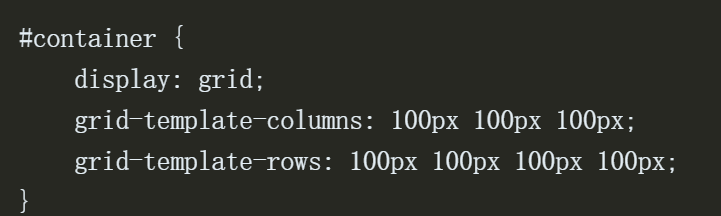 #container {
    display: grid;
    grid-template-columns: 100px 100px 100px;
    grid-template-rows: 100px 100px 100px 100px;
}